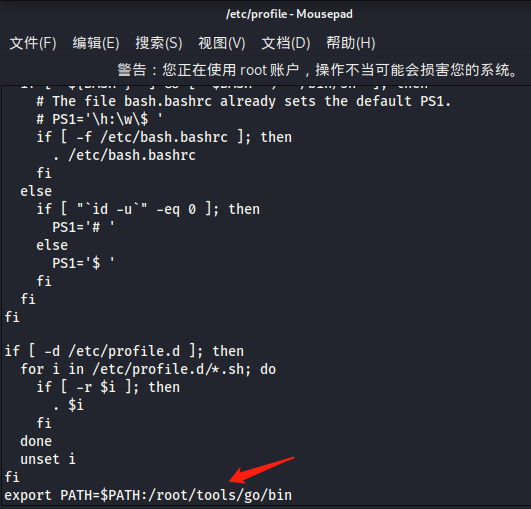 /etc/profile - Mousepad
文件(F) 编辑(E) 搜索(S) 视图(V) 文档(D) 帮助(H)
警告：您正在使用 root 账户，操作不当可能会损害您的系统。
# The file bash.bashrc already sets the default PS1.
# PS1='\h:\w\$ '
if [ -f /etc/bash.bashrc ]; then
. /etc/bash.bashrc
fi
else
if [ "`id -u`" -eq 0 ]; then
PS1='# '
else
PS1='$ '
fi
fi
fi
if [ -d /etc/profile.d ]; then
for i in /etc/profile.d/*.sh; do
if [ -r $i ]; then
. $i
fi
done
unset i
fi
export PATH=$PATH:/root/tools/go/bin